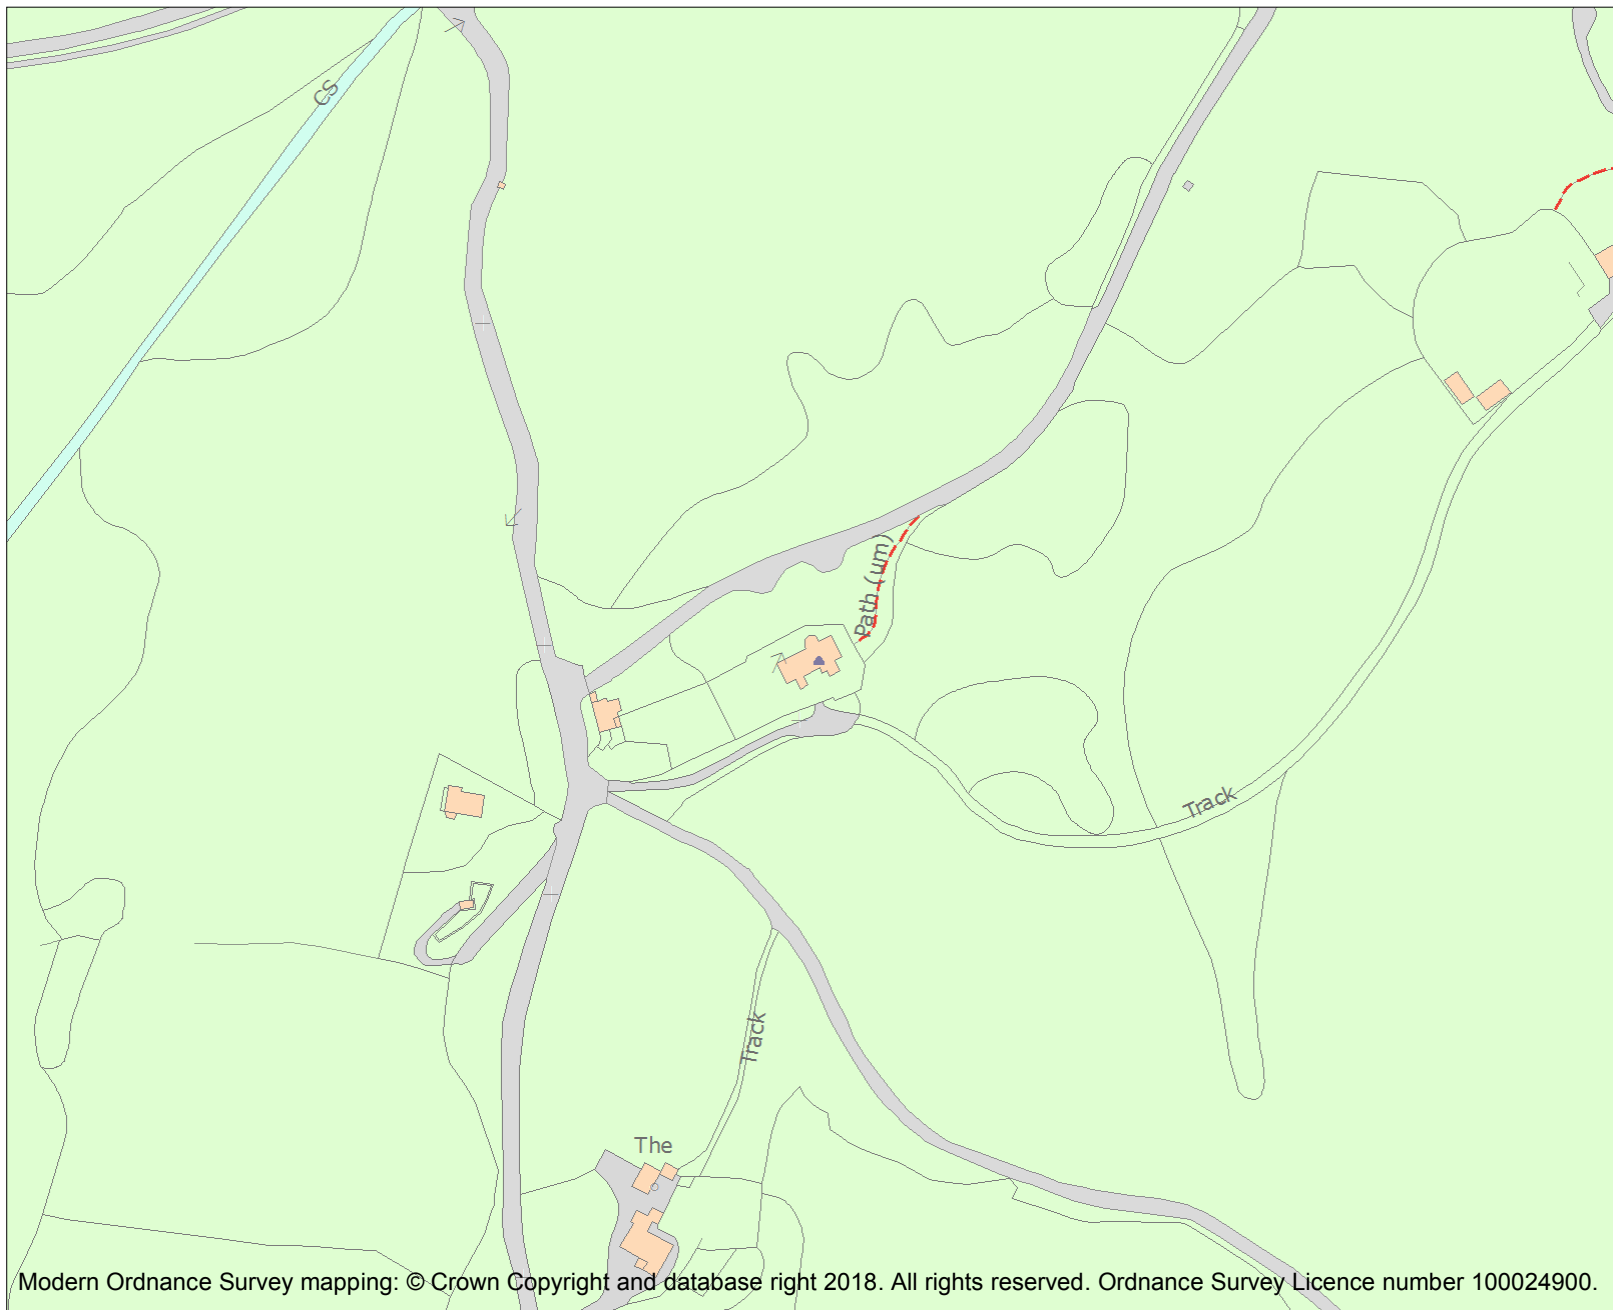 CS
Path (um)
Track
Track
The
Modern Ordnance Survey mapping: © Crown Copyright and database right 2018. All rights reserved. Ordnance Survey Licence number 100024900.